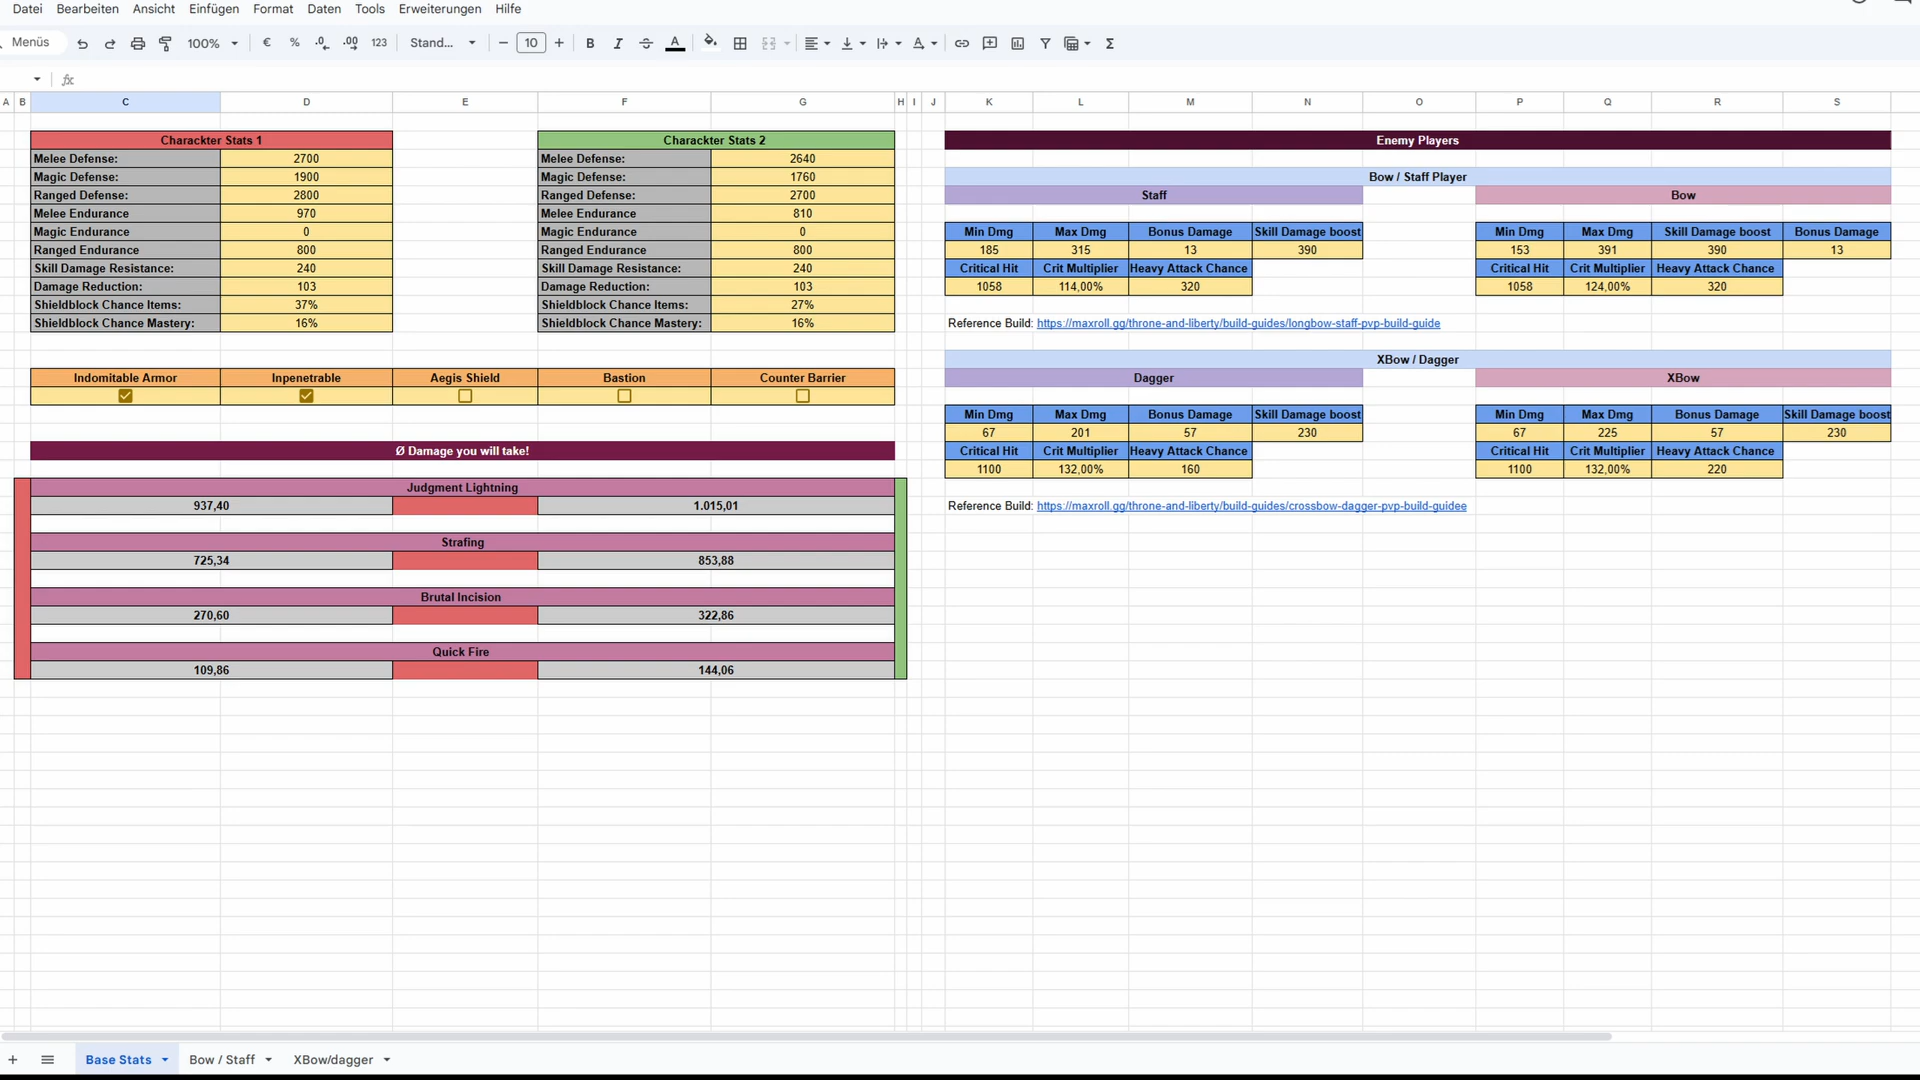 Datei Bearbeiten Ansicht Einfügen Format Daten Tools Erweiterungen Hilfe
Menüs 100% € % .0 .00 123 Stand... 10 B I A Σ
fx
A B C D E F G H I J K L M N O P Q R S
Charackter Stats 1
Melee Defense: 2700
Magic Defense: 1900
Ranged Defense: 2800
Melee Endurance 970
Magic Endurance 0
Ranged Endurance 800
Skill Damage Resistance: 240
Damage Reduction: 103
Shieldblock Chance Items: 37%
Shieldblock Chance Mastery: 16%
Charackter Stats 2
Melee Defense: 2640
Magic Defense: 1760
Ranged Defense: 2700
Melee Endurance 810
Magic Endurance 0
Ranged Endurance 800
Skill Damage Resistance: 240
Damage Reduction: 103
Shieldblock Chance Items: 27%
Shieldblock Chance Mastery: 16%
Indomitable Armor Inpenetrable Aegis Shield Bastion Counter Barrier
Ø Damage you will take!
Judgment Lightning
937,40 1.015,01
Strafing
725,34 853,88
Brutal Incision
270,60 322,86
Quick Fire
109,86 144,06
Enemy Players
Bow / Staff Player
Staff
Min Dmg Max Dmg Bonus Damage Skill Damage boost
185 315 13 390
Critical Hit Crit Multiplier Heavy Attack Chance
1058 114,00% 320
Bow
Min Dmg Max Dmg Skill Damage boost Bonus Damage
153 391 390 13
Critical Hit Crit Multiplier Heavy Attack Chance
1058 124,00% 320
Reference Build: https://maxroll.gg/throne-and-liberty/build-guides/longbow-staff-pvp-build-guide
XBow / Dagger
Dagger
Min Dmg Max Dmg Bonus Damage Skill Damage boost
67 201 57 230
Critical Hit Crit Multiplier Heavy Attack Chance
1100 132,00% 160
XBow
Min Dmg Max Dmg Bonus Damage Skill Damage boost
67 225 57 230
Critical Hit Crit Multiplier Heavy Attack Chance
1100 132,00% 220
Reference Build: https://maxroll.gg/throne-and-liberty/build-guides/crossbow-dagger-pvp-build-guidee
Base Stats Bow / Staff XBow/dagger